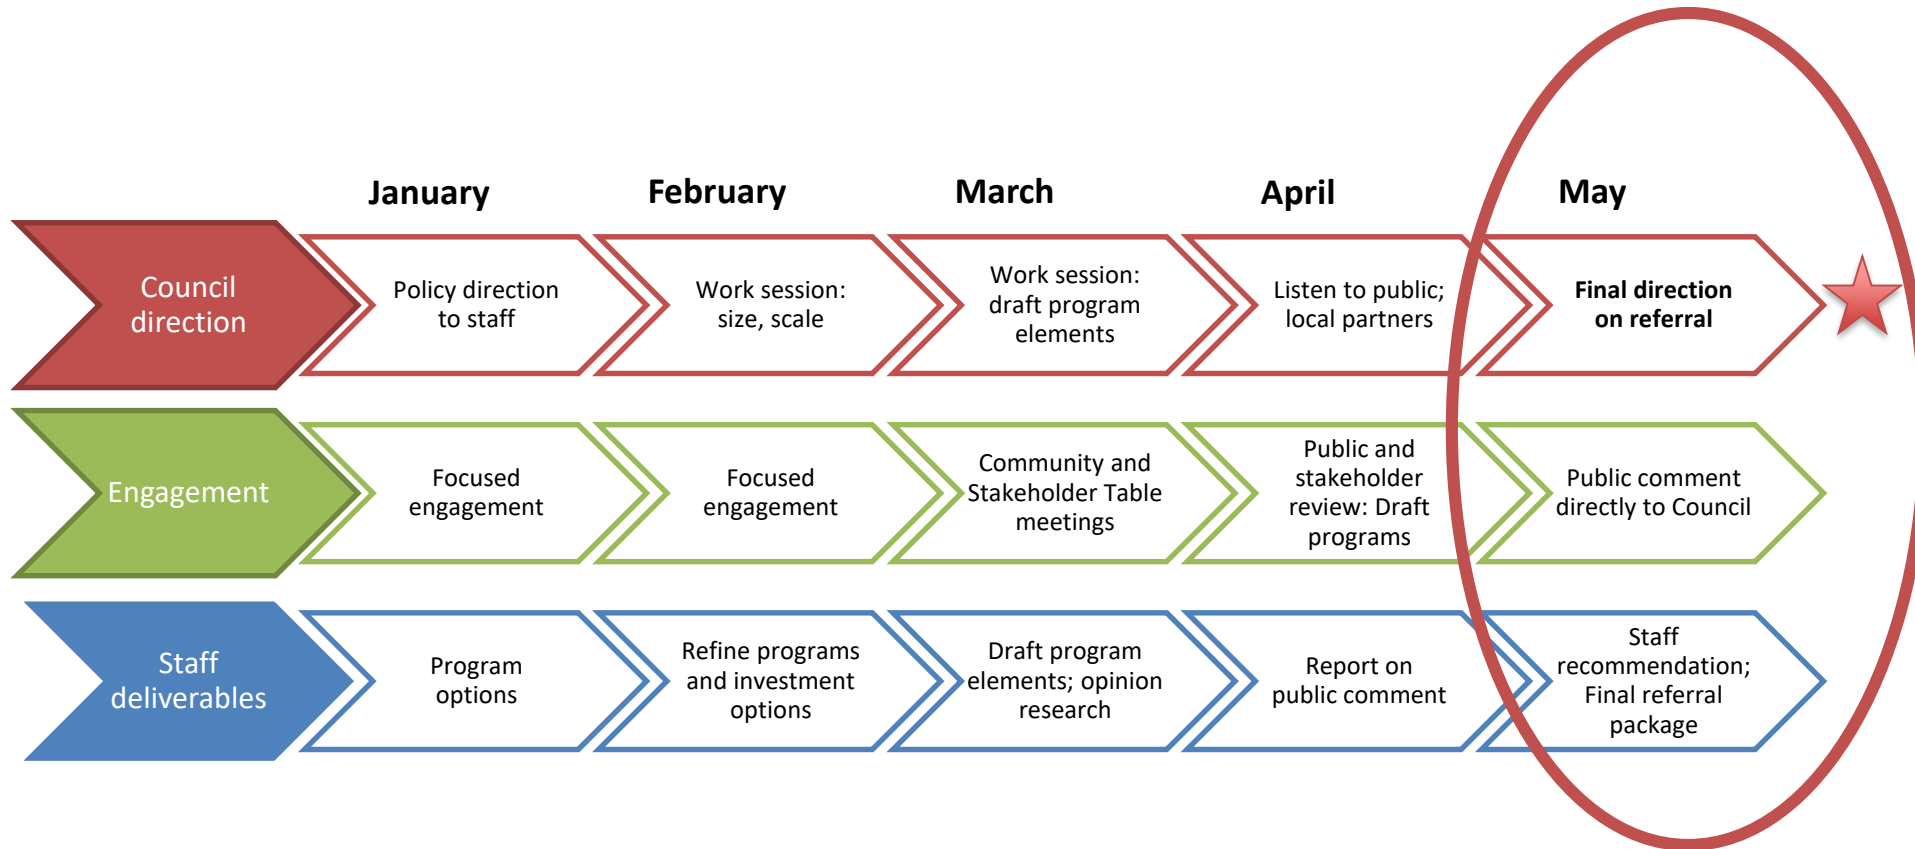 January
February
March
April
May
Council
direction
Policy direction
to staff
Work session:
size, scale
Work session:
draft program
elements
Listen to public;
local partners
Final direction
on referral
Engagement
Focused
engagement
Focused
engagement
Community and
Stakeholder Table
meetings
Public and
stakeholder
review: Draft
programs
Public comment
directly to Council
Staff
deliverables
Program
options
Refine programs
and investment
options
Draft program
elements; opinion
research
Report on
public comment
Staff
recommendation;
Final referral
package